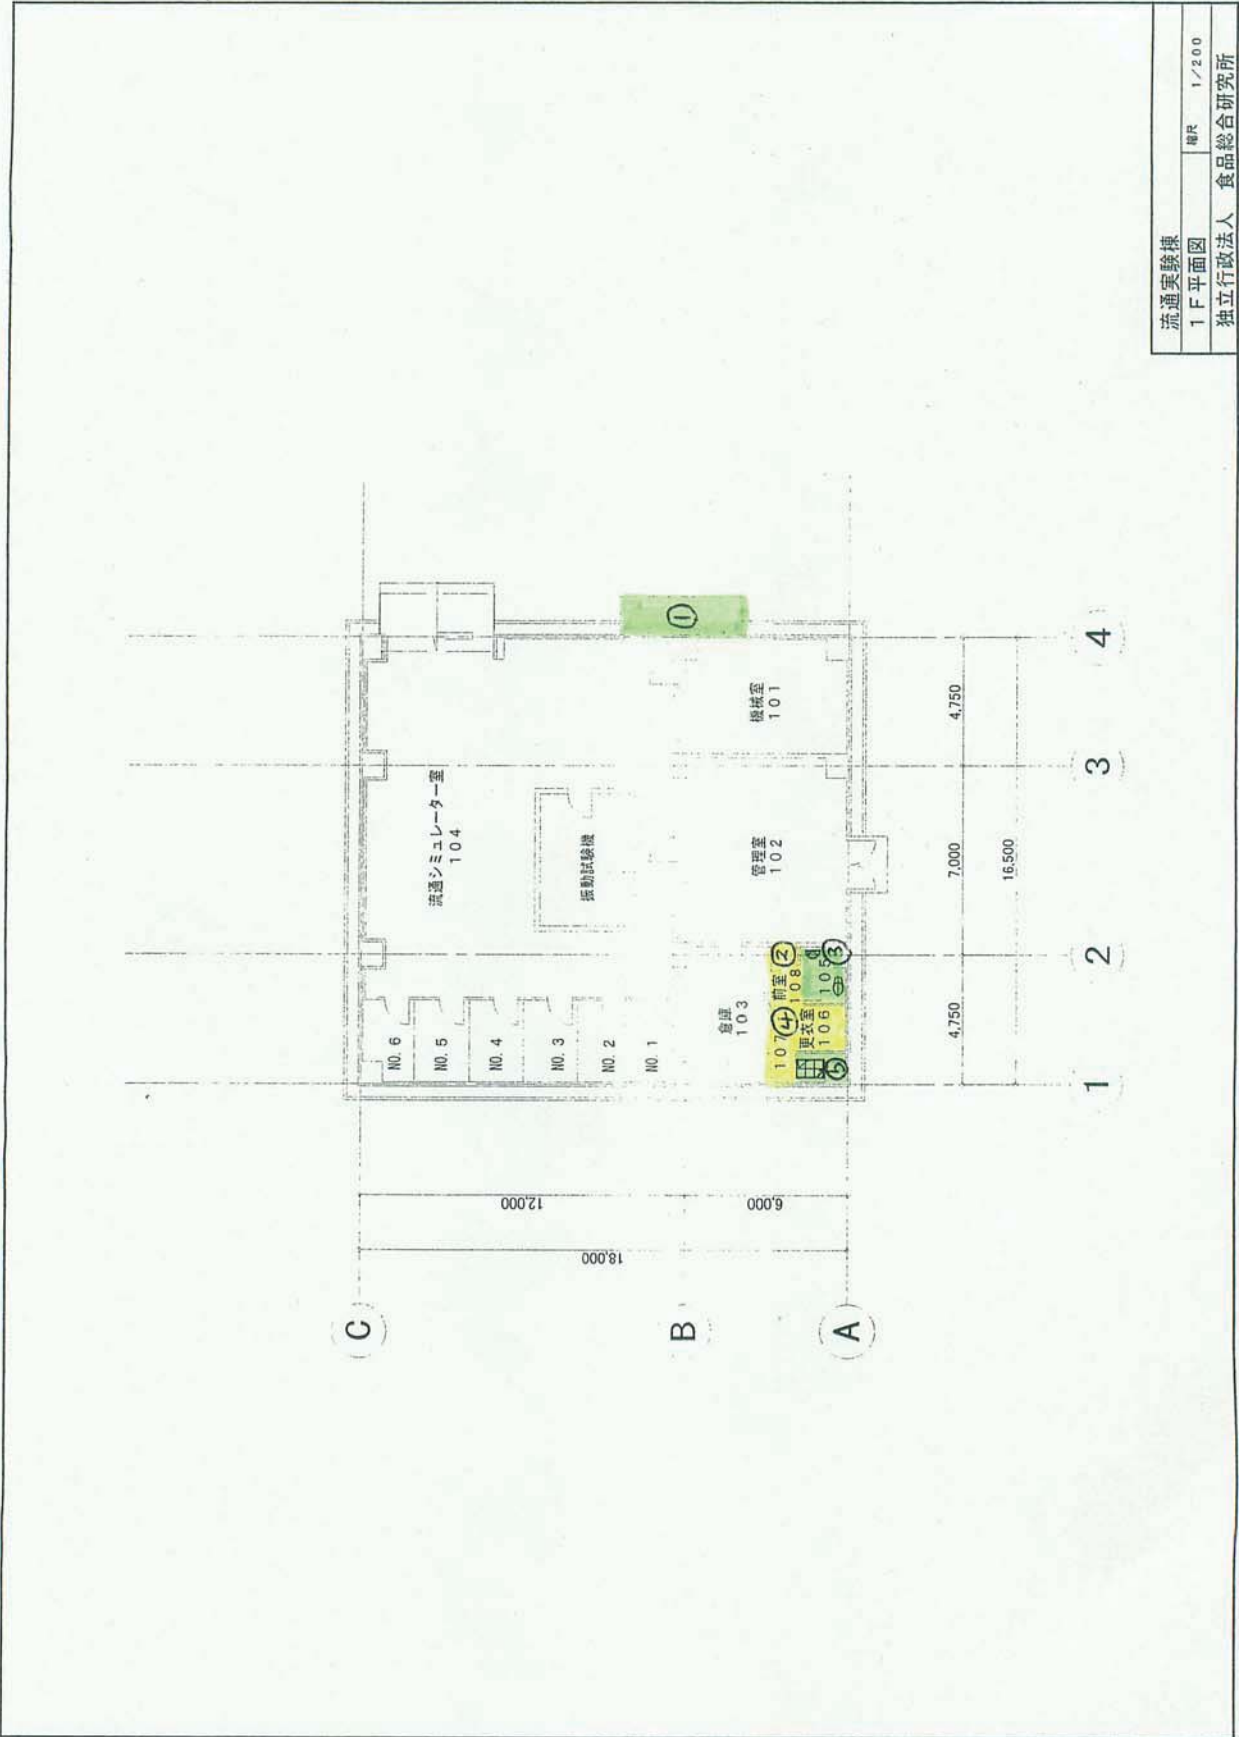 流通シミュレーター室
104
振動試験機
NO. 6
NO. 5
NO. 4
NO. 3
NO. 2
NO. 1
倉庫
103
管理室
102
機械室
101
107
④
前室
108
②
更衣室
106
105
③
①
4,750
7,000
4,750
16,500
12,000
6,000
18,000
C
B
A
1
2
3
4
流通実験棟
1F平面図
縮尺 1/200
独立行政法人 食品総合研究所